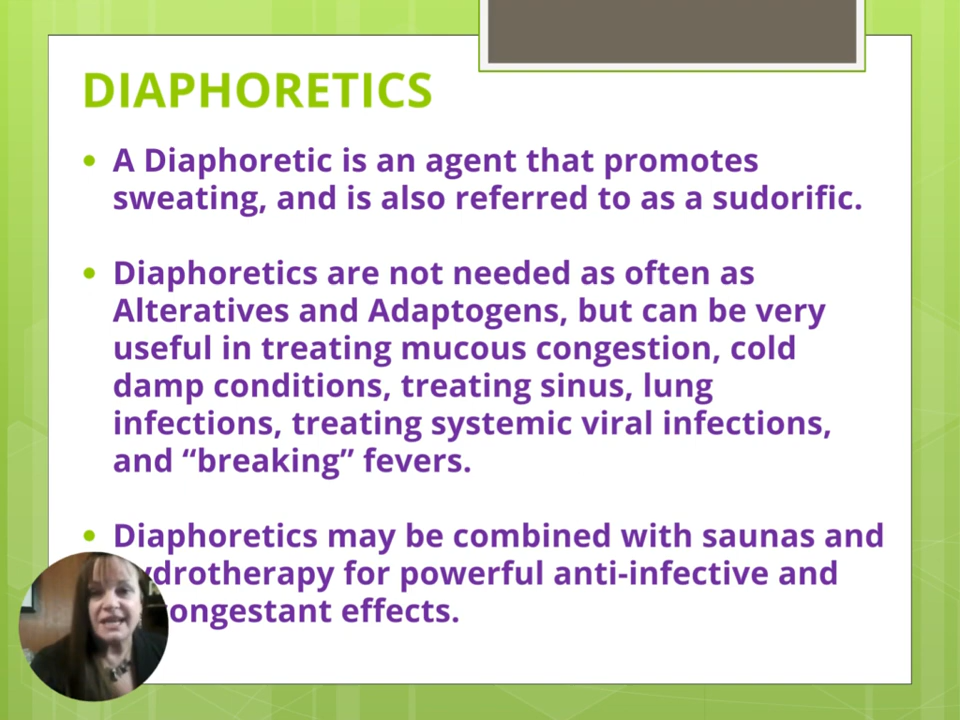 DIAPHORETICS
• A Diaphoretic is an agent that promotes
sweating, and is also referred to as a sudorific.
• Diaphoretics are not needed as often as
Alteratives and Adaptogens, but can be very
useful in treating mucous congestion, cold
damp conditions, treating sinus, lung
infections, treating systemic viral infections,
and “breaking” fevers.
• Diaphoretics may be combined with saunas and
ydrotherapy for powerful anti-infective and
ongestant effects.